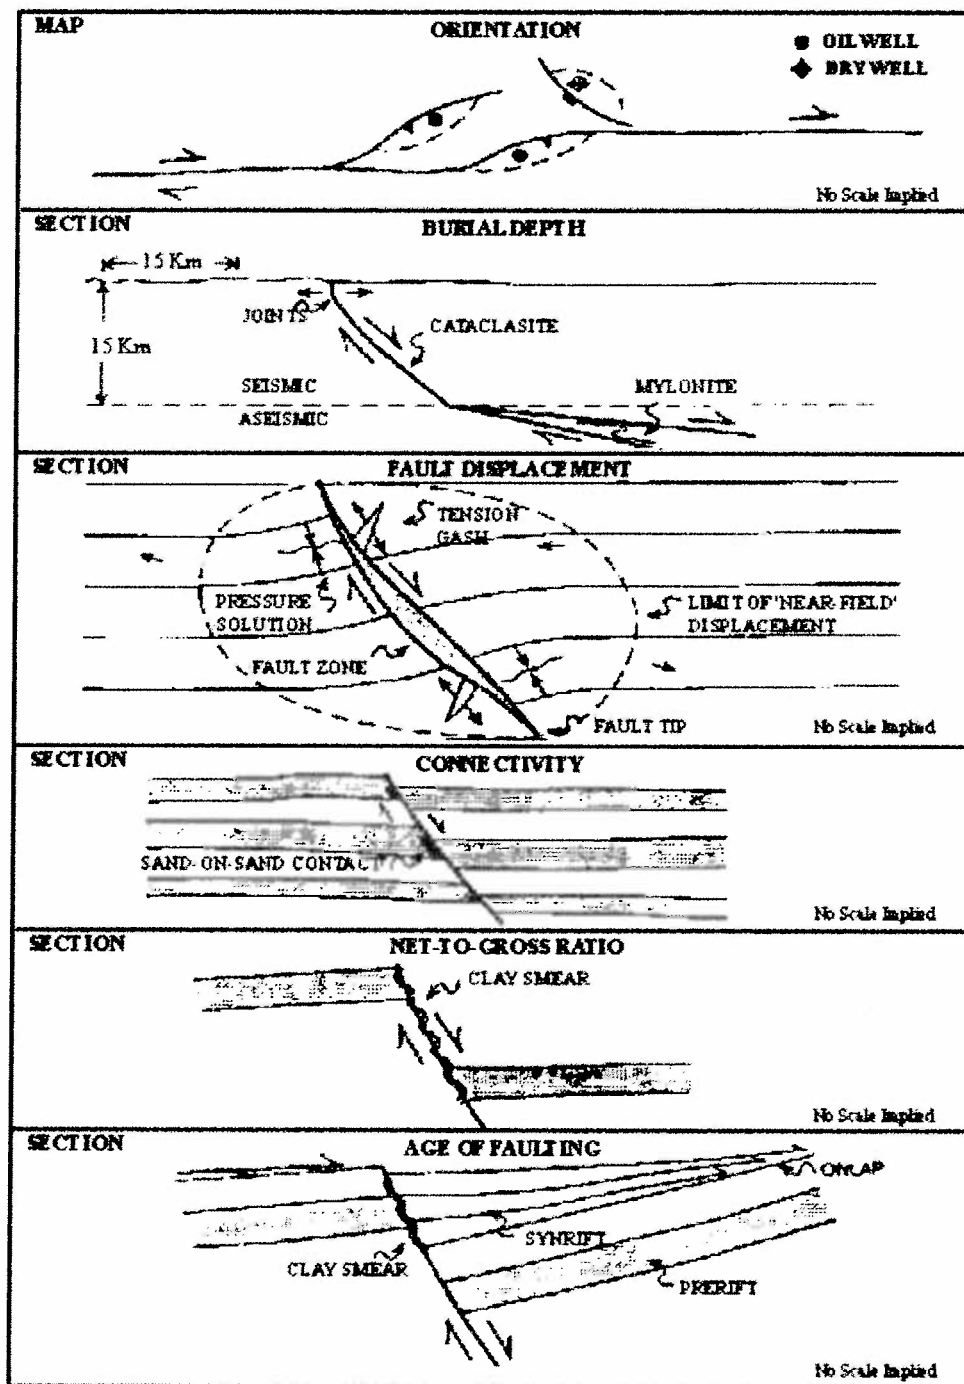 MAP
ORIENTATION
OIL WELL
DRY WELL
No Scale Implied
SECTION
BURIAL DEPTH
15 Km
JOINTS
CATACLASITE
15 Km
SEISMIC
MYLONITE
ASEISMIC
SECTION
FAULT DISPLACEMENT
TENSION
GASH
PRESSURE
SOLUTION
LIMIT OF 'NEAR-FIELD'
DISPLACEMENT
FAULT ZONE
FAULT TIP
No Scale Implied
SECTION
CONNECTIVITY
SAND-ON-SAND CONTACT
No Scale Implied
SECTION
NET-TO-GROSS RATIO
CLAY SMEAR
No Scale Implied
SECTION
AGE OF FAULTING
ONLAP
SYNRIFT
CLAY SMEAR
PRERIFT
No Scale Implied